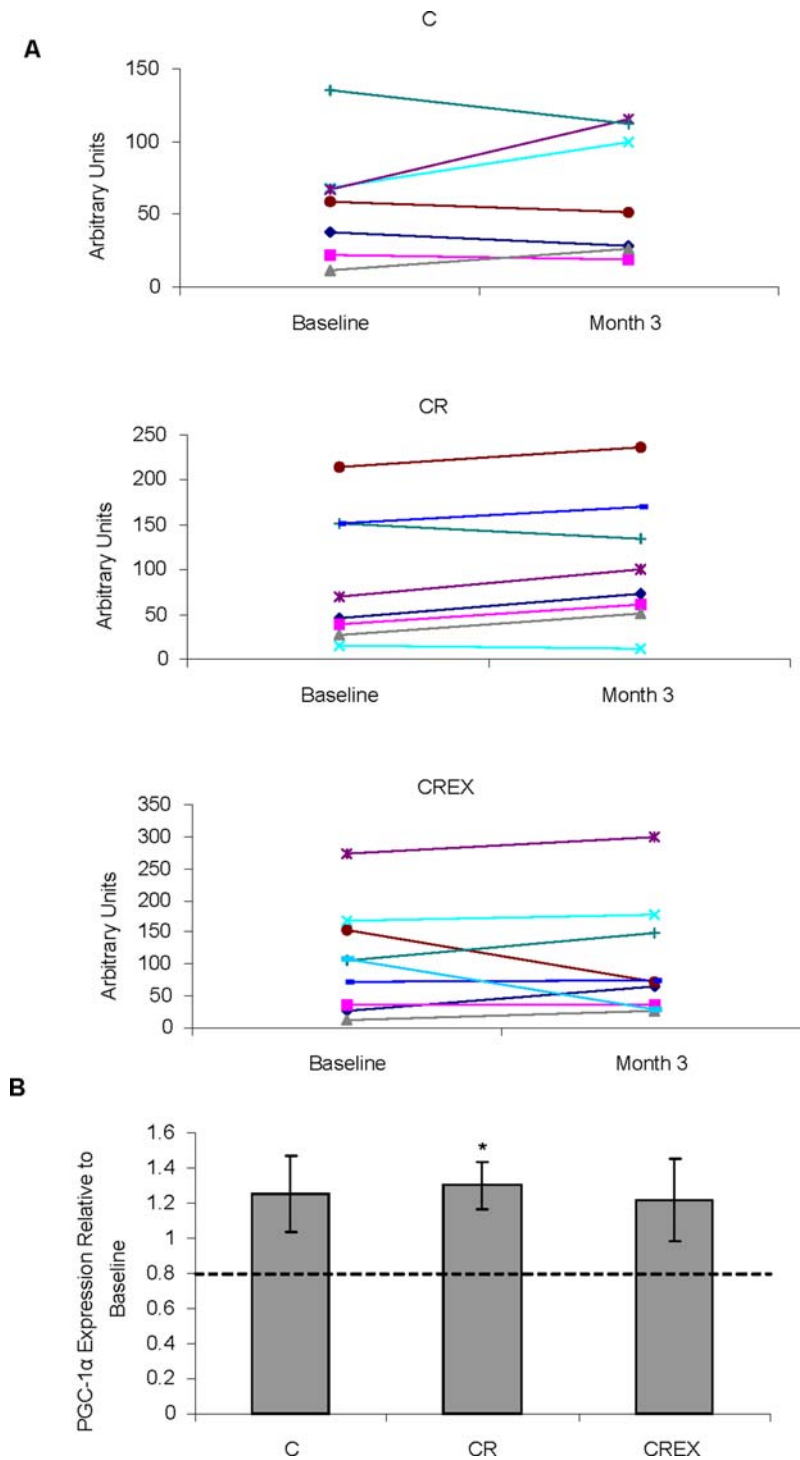 A
C
150
100
50
0
Arbitrary Units
Baseline Month 3
CR
250
200
150
100
50
0
Arbitrary Units
Baseline Month 3
CREX
350
300
250
200
150
100
50
0
Arbitrary Units
Baseline Month 3
B
1.6
1.4
1.2
1
0.8
0.6
0.4
0.2
0
PGC-1α Expression Relative to
Baseline
*
C CR CREX